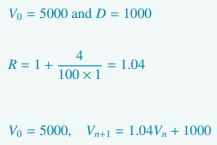 V₀ = 5000 and D = 1000
R = 1 + 4/(100 × 1) = 1.04
V₀ = 5000, Vₙ₊₁ = 1.04Vₙ + 1000